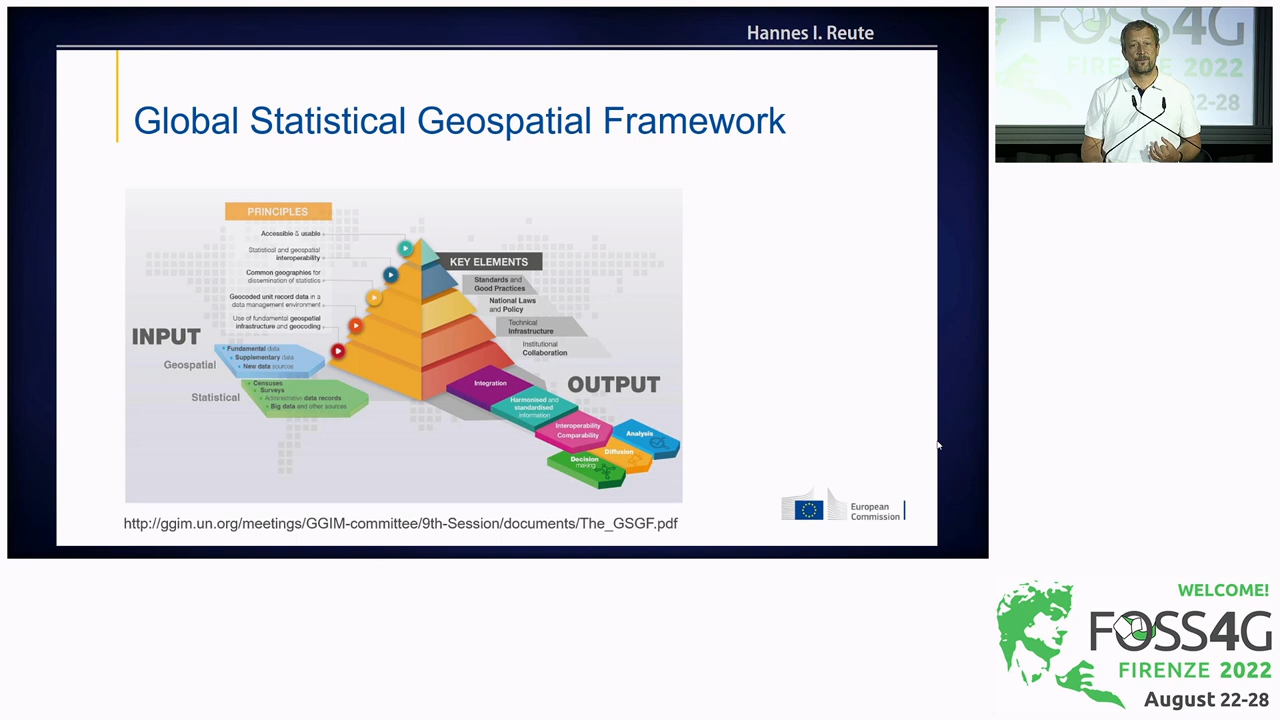 Hannes I. Reute
Global Statistical Geospatial Framework
PRINCIPLES
Accessible & usable
Statistical and geospatial
interoperability
Common geographies for
dissemination of statistics
Geocoded unit record data in a
data management environment
Use of fundamental geospatial
infrastructure and geocoding
KEY ELEMENTS
Standards and
Good Practices
National Laws
and Policy
Technical
Infrastructure
Institutional
Collaboration
INPUT
Geospatial
• Fundamental data
• Supplementary data
• New data sources
Statistical
• Censuses
• Surveys
• Administrative data records
• Big data and other sources
OUTPUT
Integration
Harmonised and
standardised
information
Interoperability
Comparability
Analysis
Diffusion
Decision
making
http://ggim.un.org/meetings/GGIM-committee/9th-Session/documents/The_GSGF.pdf
European
Commission
FOSS4G
FIRENZE 2022
22-28
WELCOME!
FOSS4G
FIRENZE 2022
August 22-28